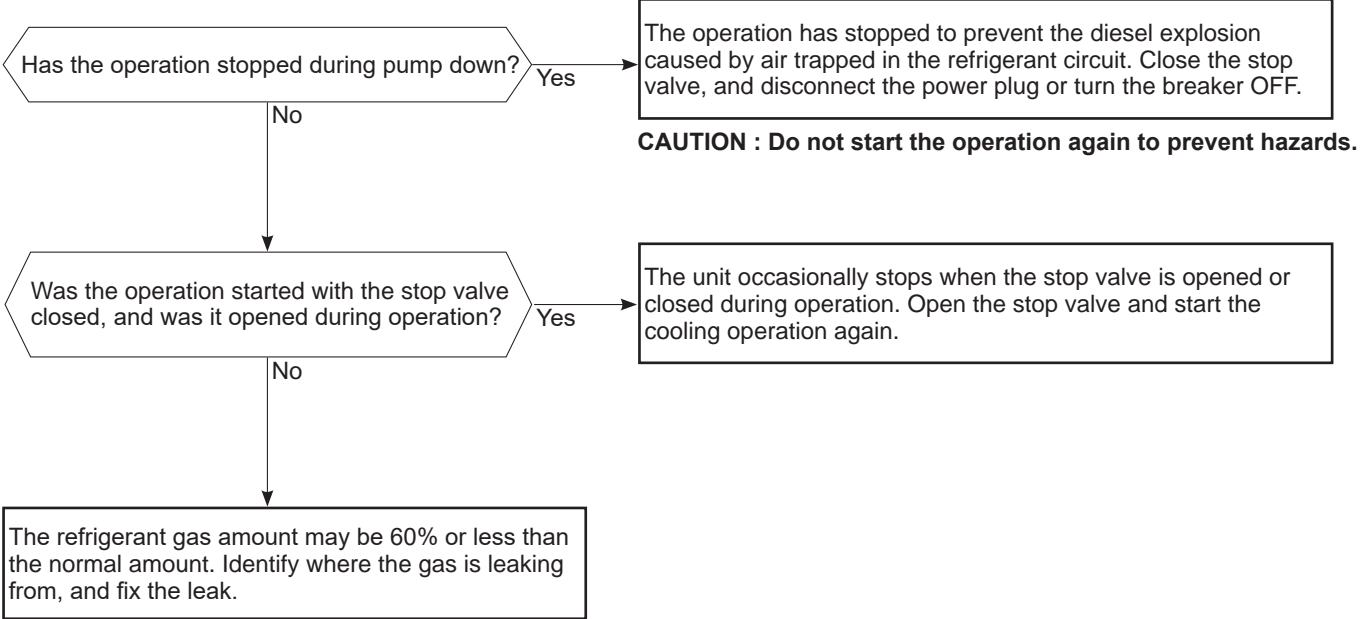 Has the operation stopped during pump down?
Yes
The operation has stopped to prevent the diesel explosion
caused by air trapped in the refrigerant circuit. Close the stop
valve, and disconnect the power plug or turn the breaker OFF.
CAUTION : Do not start the operation again to prevent hazards.
No
Was the operation started with the stop valve
closed, and was it opened during operation?
Yes
The unit occasionally stops when the stop valve is opened or
closed during operation. Open the stop valve and start the
cooling operation again.
No
The refrigerant gas amount may be 60% or less than
the normal amount. Identify where the gas is leaking
from, and fix the leak.